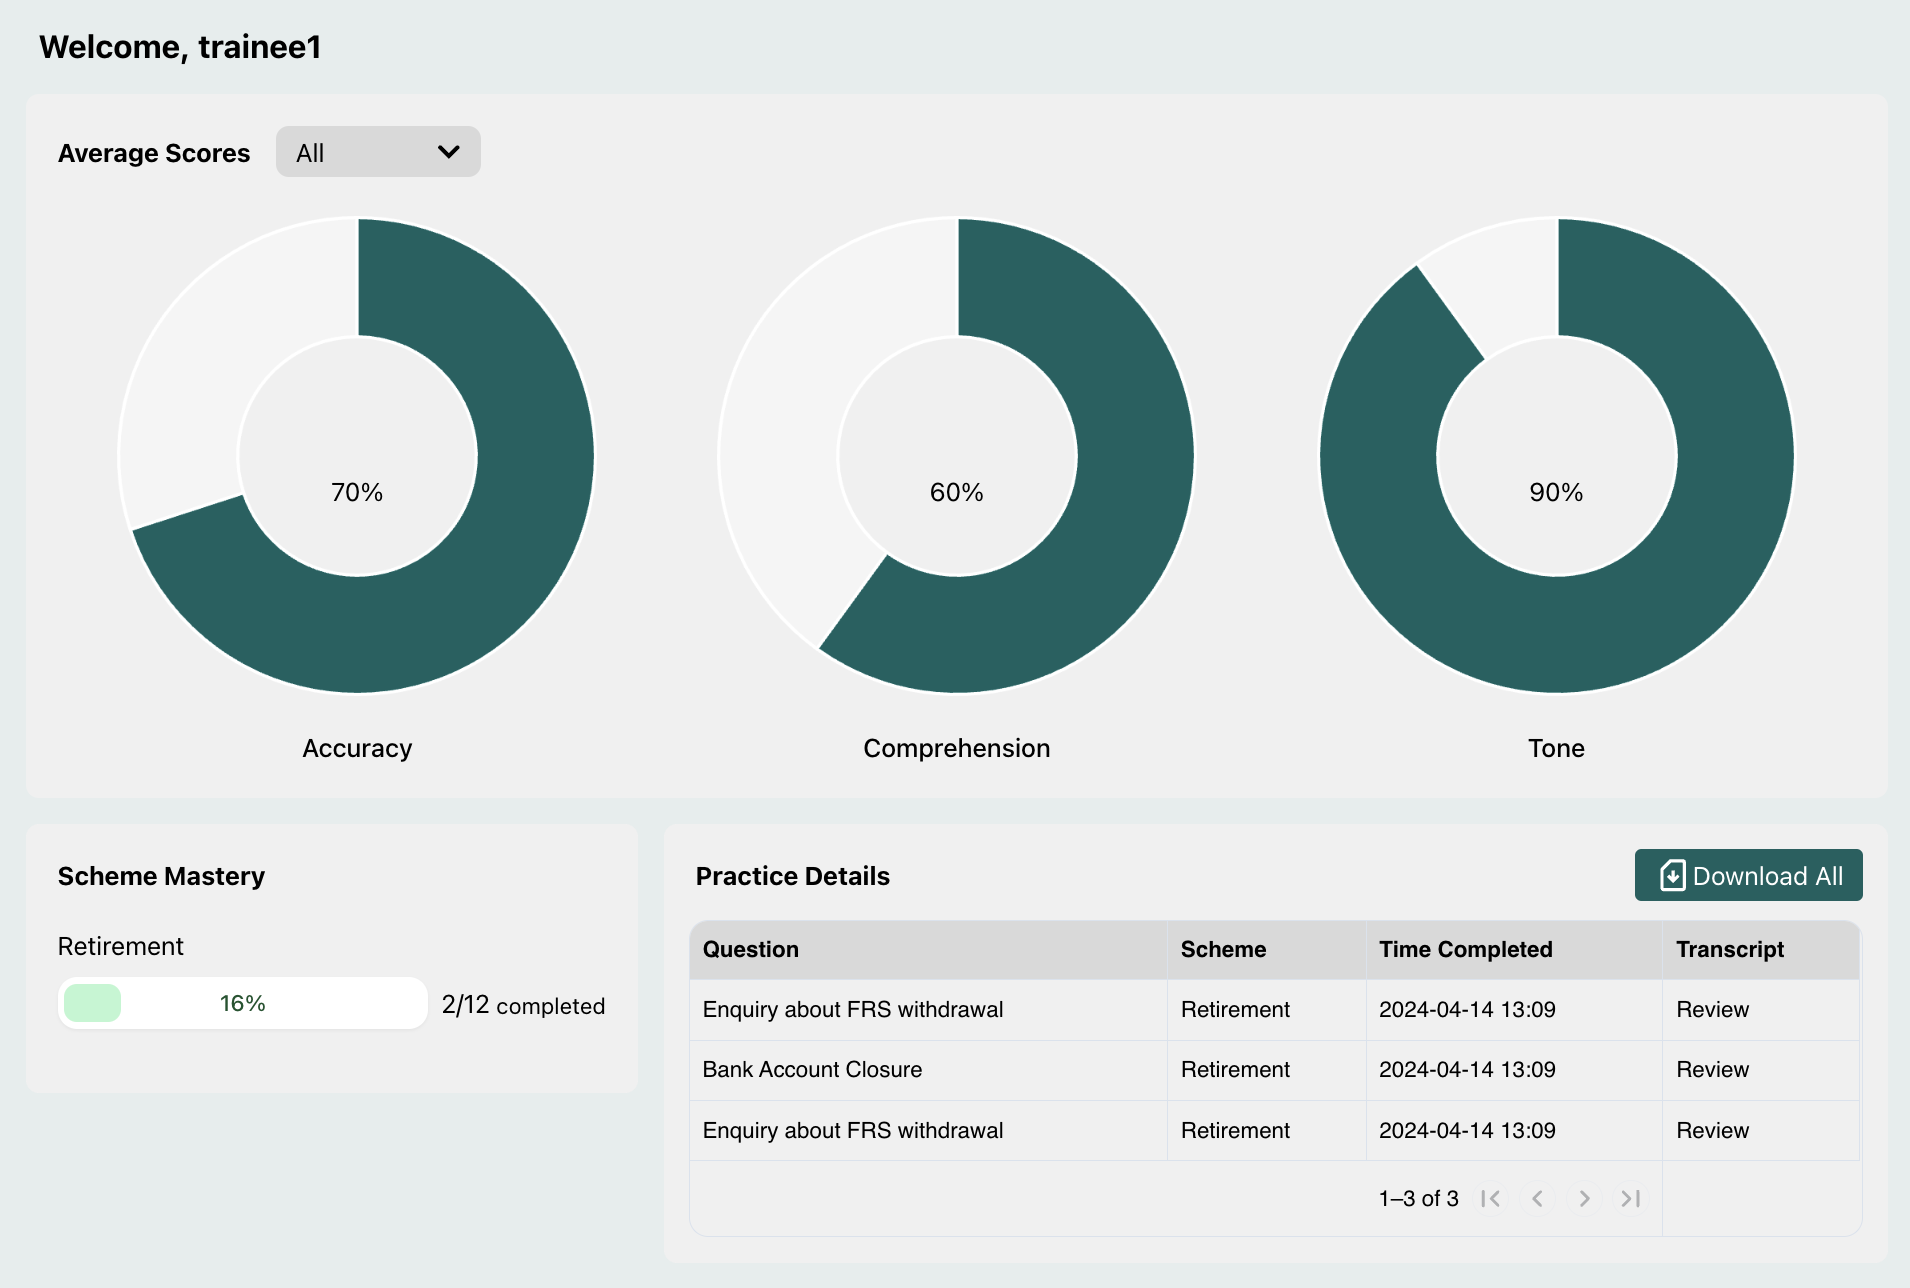 Welcome, trainee1
Average Scores All
70% 60% 90%
Accuracy Comprehension Tone
Scheme Mastery
Retirement
16% 2/12 completed
Practice Details Download All
Question Scheme Time Completed Transcript
Enquiry about FRS withdrawal Retirement 2024-04-14 13:09 Review
Bank Account Closure Retirement 2024-04-14 13:09 Review
Enquiry about FRS withdrawal Retirement 2024-04-14 13:09 Review
1–3 of 3